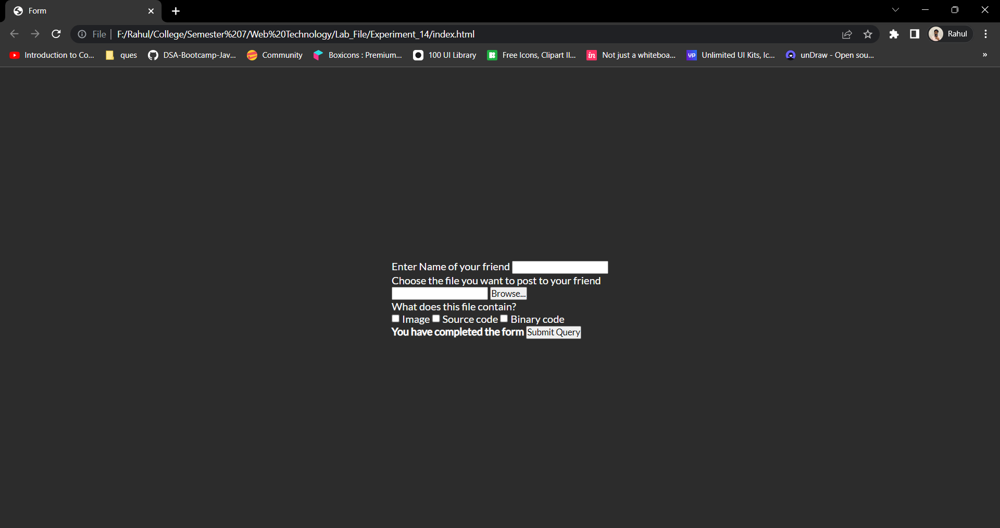 Form
File | F:/Rahul/College/Semester%207/Web%20Technology/Lab_File/Experiment_14/index.html
Rahul
Introduction to Co... ques DSA-Bootcamp-Jav... Community Boxicons : Premium... 100 UI Library Free Icons, Clipart Il... in Not just a whiteboa... UP Unlimited UI Kits, Ic... unDraw - Open sou... »
Enter Name of your friend
Choose the file you want to post to your friend
Browse...
What does this file contain?
Image Source code Binary code
You have completed the form Submit Query